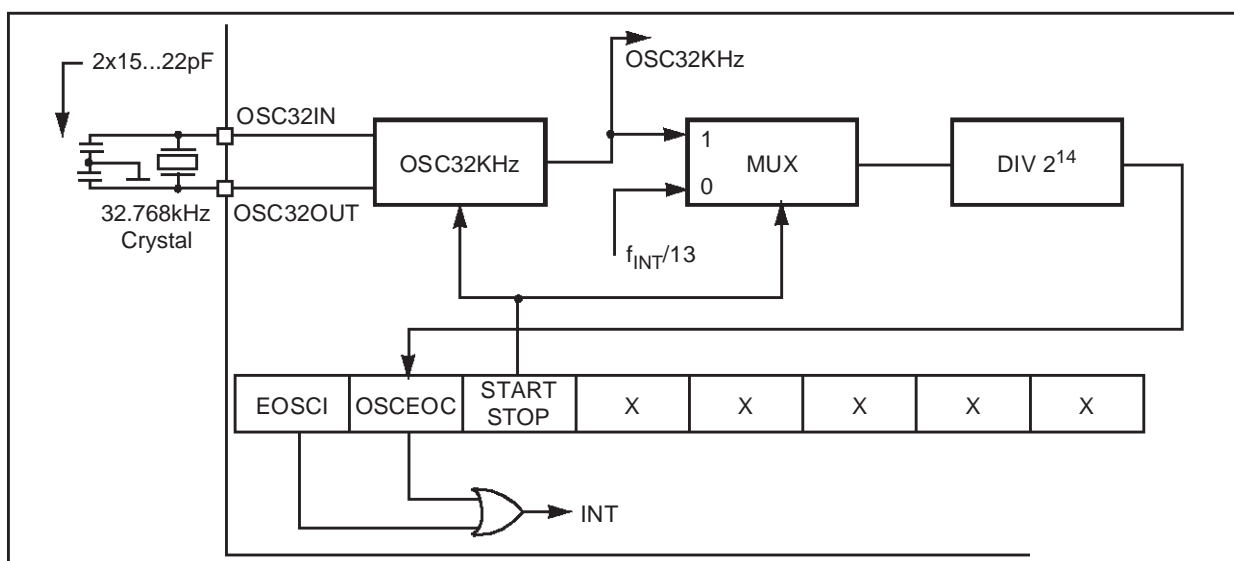 2x15...22pF
OSC32KHz
OSC32IN
OSC32KHz
1
MUX
0
DIV 2¹⁴
OSC32OUT
32.768kHz
Crystal
fINT/13
EOSCI
OSCEOC
START
STOP
X
X
X
X
X
INT